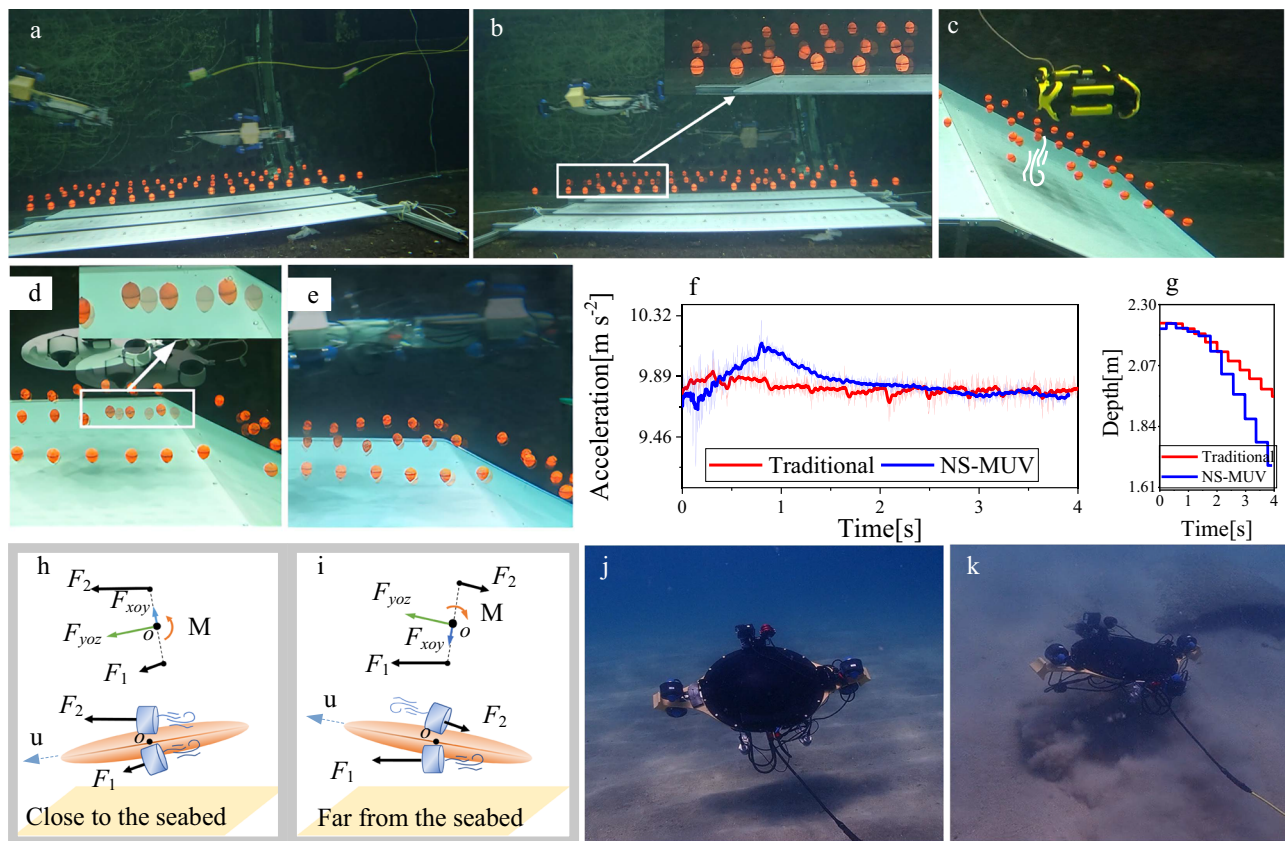 a
b
c
d
e
f
10.32
9.89
9.46
Acceleration[m s⁻²]
Traditional
NS-MUV
0
1
2
3
4
Time[s]
g
2.30
2.07
1.84
1.61
Depth[m]
Traditional
NS-MUV
0
1
2
3
4
Time[s]
h
F₂
Fxoy
M
Fyoz
o
F₁
F₂
u
o
F₁
Close to the seabed
i
F₂
Fyoz
M
Fxoy
o
F₁
u
F₂
o
F₁
Far from the seabed
j
k